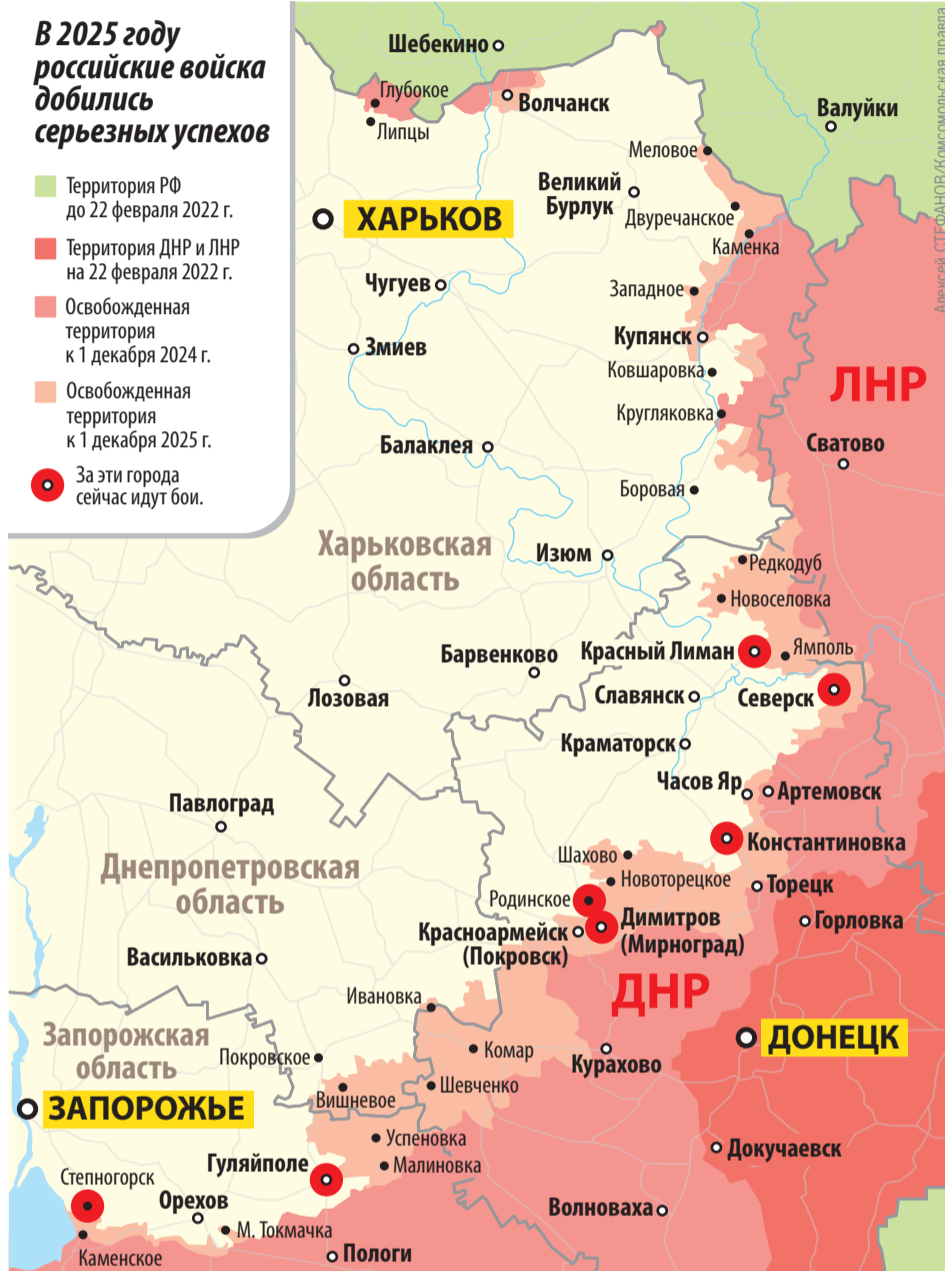 В 2025 году
российские войска
добились
серьезных успехов
Территория РФ
до 22 февраля 2022 г.
Территория ДНР и ЛНР
на 22 февраля 2022 г.
Освобожденная
территория
к 1 декабря 2024 г.
Освобожденная
территория
к 1 декабря 2025 г.
За эти города
сейчас идут бои.
Шебекино
Глубокое
Волчанск
Липцы
Валуйки
Меловое
Великий
Бурлук
Двуречанское
ХАРЬКОВ
Каменка
Чугуев
Западное
Купянск
Змиев
Ковшаровка
ЛНР
Кругляковка
Сватово
Балаклея
Боровая
Харьковская
область
Изюм
Редкодуб
Новоселовка
Барвенково
Красный Лиман
Ямполь
Лозовая
Славянск
Северск
Краматорск
Часов Яр
Артемовск
Павлоград
Константиновка
Шахово
Днепропетровская
область
Новоторецкое
Торецк
Родинское
Горловка
Димитров
(Мирноград)
Красноармейск
(Покровск)
Васильковка
ДНР
Ивановка
Запорожская
область
ДОНЕЦК
Комар
Покровское
Курахово
Шевченко
Вишневое
ЗАПОРОЖЬЕ
Успеновка
Докучаевск
Гуляйполе
Малиновка
Степногорск
Орехов
Волноваха
М. Токмачка
Каменское
Пологи
Алексей СТЕФАНОВ/Комсомольская правда